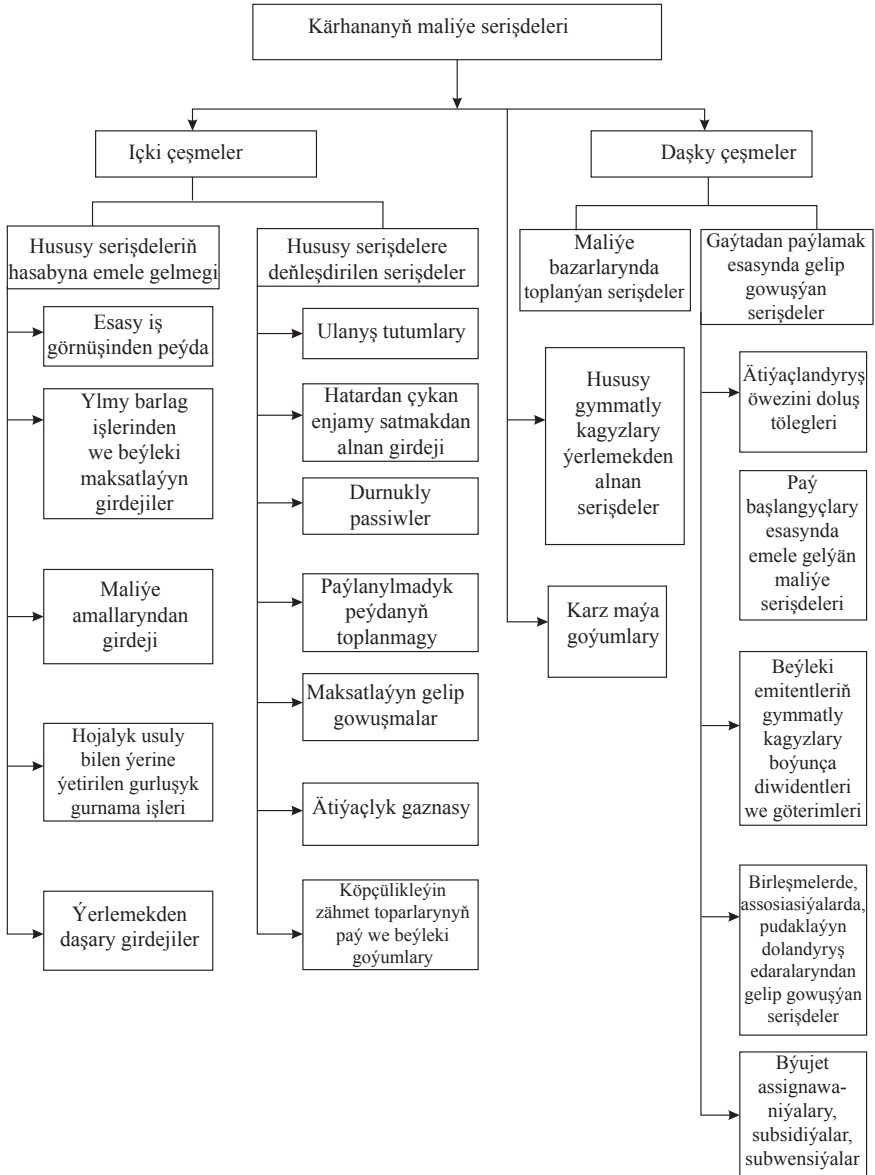 Kärhananyň maliýe serişdeleri
Içki çeşmeler
Daşky çeşmeler
Hususy serişdeleriň
hasabyna emele gelmegi
Hususy serişdelere
deňleşdirilen serişdeler
Maliýe
bazarlarynda
toplanýan serişdeler
Gaýtadan paýlamak
esasynda gelip
gowuşýan
serişdeler
Esasy iş
görnüşinden peýda
Ylmy barlag
işlerinden
we beýleki
maksatlaýyn
girdejiler
Maliýe
amallaryndan
girdeji
Hojalyk usuly
bilen ýerine
ýetirilen gurluşyk
gurnama işleri
Ýerlemekden
daşary girdejiler
Ulanyş tutumlary
Hatardan çykan
enjamy satmakdan
alnan girdeji
Durnukly
passiwler
Paýlanylmadyk
peýdanyň
toplanmagy
Maksatlaýyn gelip
gowuşmalar
Ätiýaçlyk gaznasy
Köpçülikleýin
zähmet toparlarynyň
paý we beýleki
goýumlary
Hususy
gymmatly
kagyzlary
ýerlemekden
alnan
serişdeler
Karz maýa
goýumlary
Ätiýaçlandyryş
öwezini doluş
tölegleri
Paý
başlangyçlary
esasynda
emele gelýän
maliýe
serişdeleri
Beýleki
emitentleriň
gymmatly
kagyzlary
boýunça
diwidentleri
we göterimleri
Birleşmelerde,
assosiasiýalarda,
pudaklaýyn
dolandyryş
edaralaryndan
gelip gowuşýan
serişdeler
Býujet
assignawa-
niýalary,
subsidiýalar,
subwensiýalar